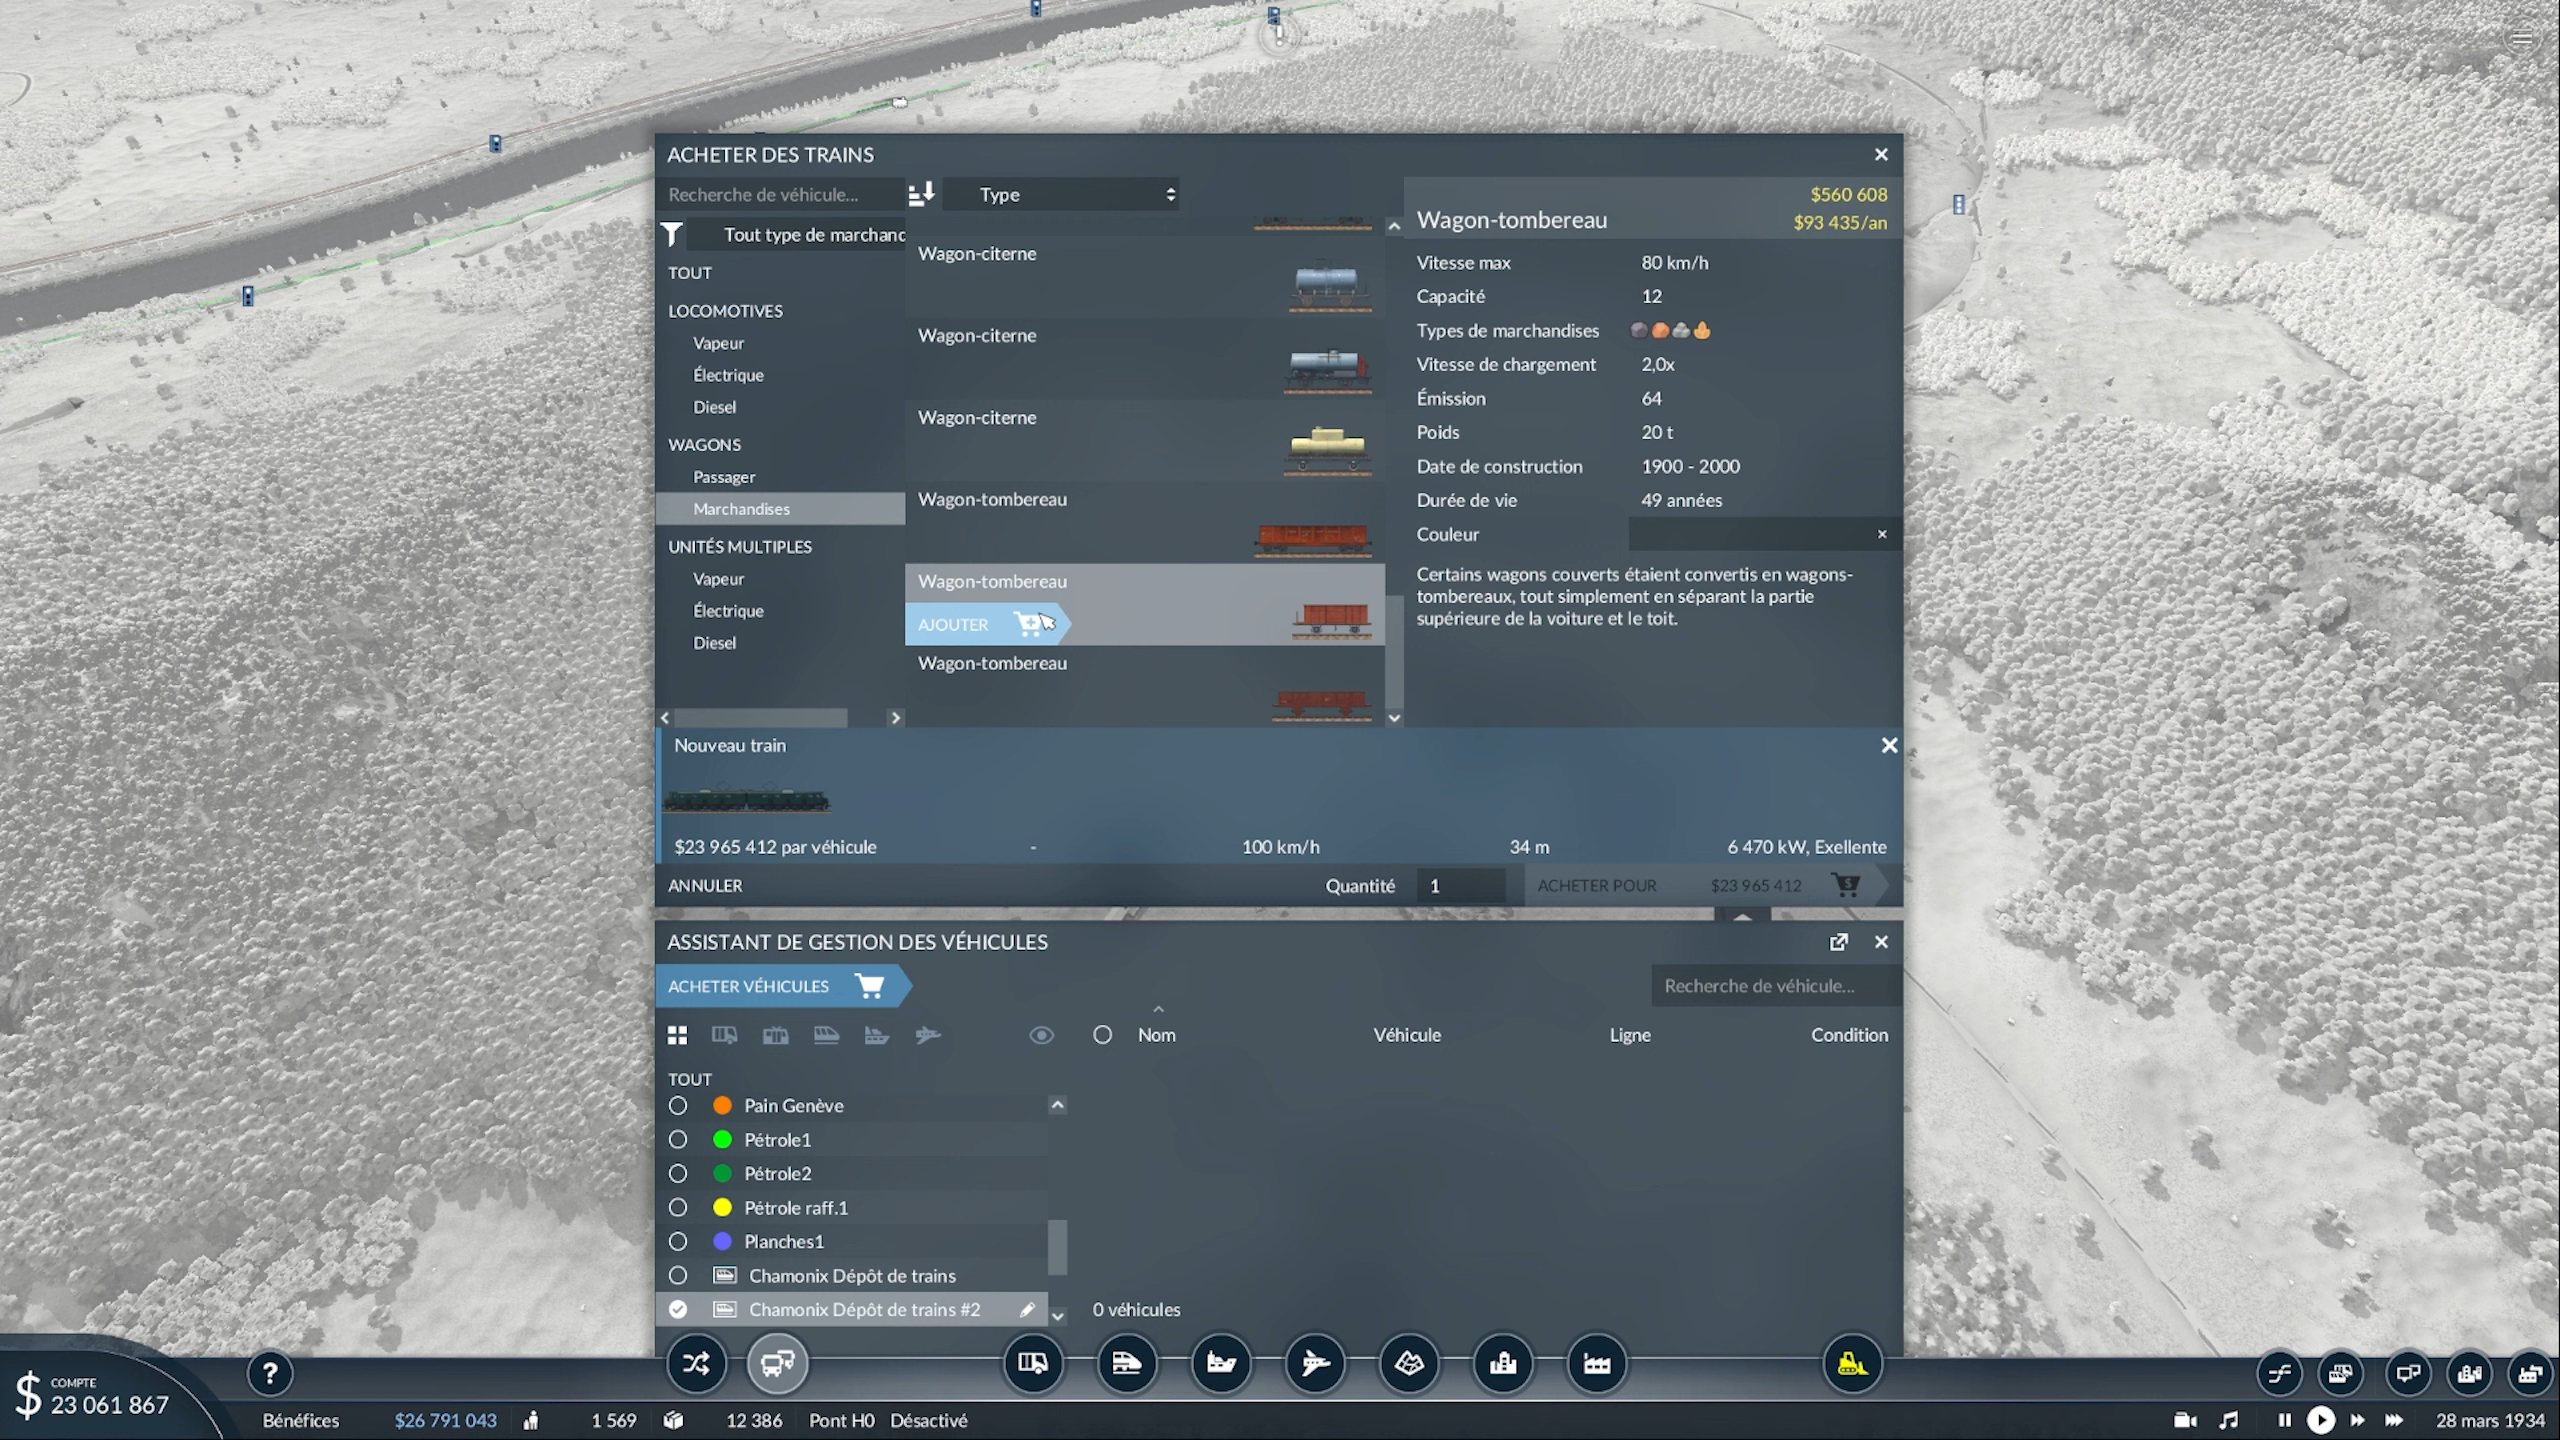 ACHETER DES TRAINS
Recherche de véhicule...
Type
Tout type de marchanc
TOUT
LOCOMOTIVES
Vapeur
Électrique
Diesel
WAGONS
Passager
Marchandises
UNITÉS MULTIPLES
Vapeur
Électrique
Diesel
Wagon-citerne
Wagon-citerne
Wagon-citerne
Wagon-tombereau
Wagon-tombereau
AJOUTER
Wagon-tombereau
$560 608
Wagon-tombereau
$93 435/an
Vitesse max 80 km/h
Capacité 12
Types de marchandises
Vitesse de chargement 2,0x
Émission 64
Poids 20 t
Date de construction 1900 - 2000
Durée de vie 49 années
Couleur
Certains wagons couverts étaient convertis en wagons-
tombereaux, tout simplement en séparant la partie
supérieure de la voiture et le toit.
Nouveau train
$23 965 412 par véhicule - 100 km/h 34 m 6 470 kW, Exellente
ANNULER Quantité 1 ACHETER POUR $23 965 412
ASSISTANT DE GESTION DES VÉHICULES
ACHETER VÉHICULES Recherche de véhicule...
Nom Véhicule Ligne Condition
TOUT
Pain Genève
Pétrole1
Pétrole2
Pétrole raff.1
Planches1
Chamonix Dépôt de trains
Chamonix Dépôt de trains #2 0 véhicules
$ COMPTE
23 061 867
?
Bénéfices $26 791 043 1 569 12 386 Pont H0 Désactivé 28 mars 1934